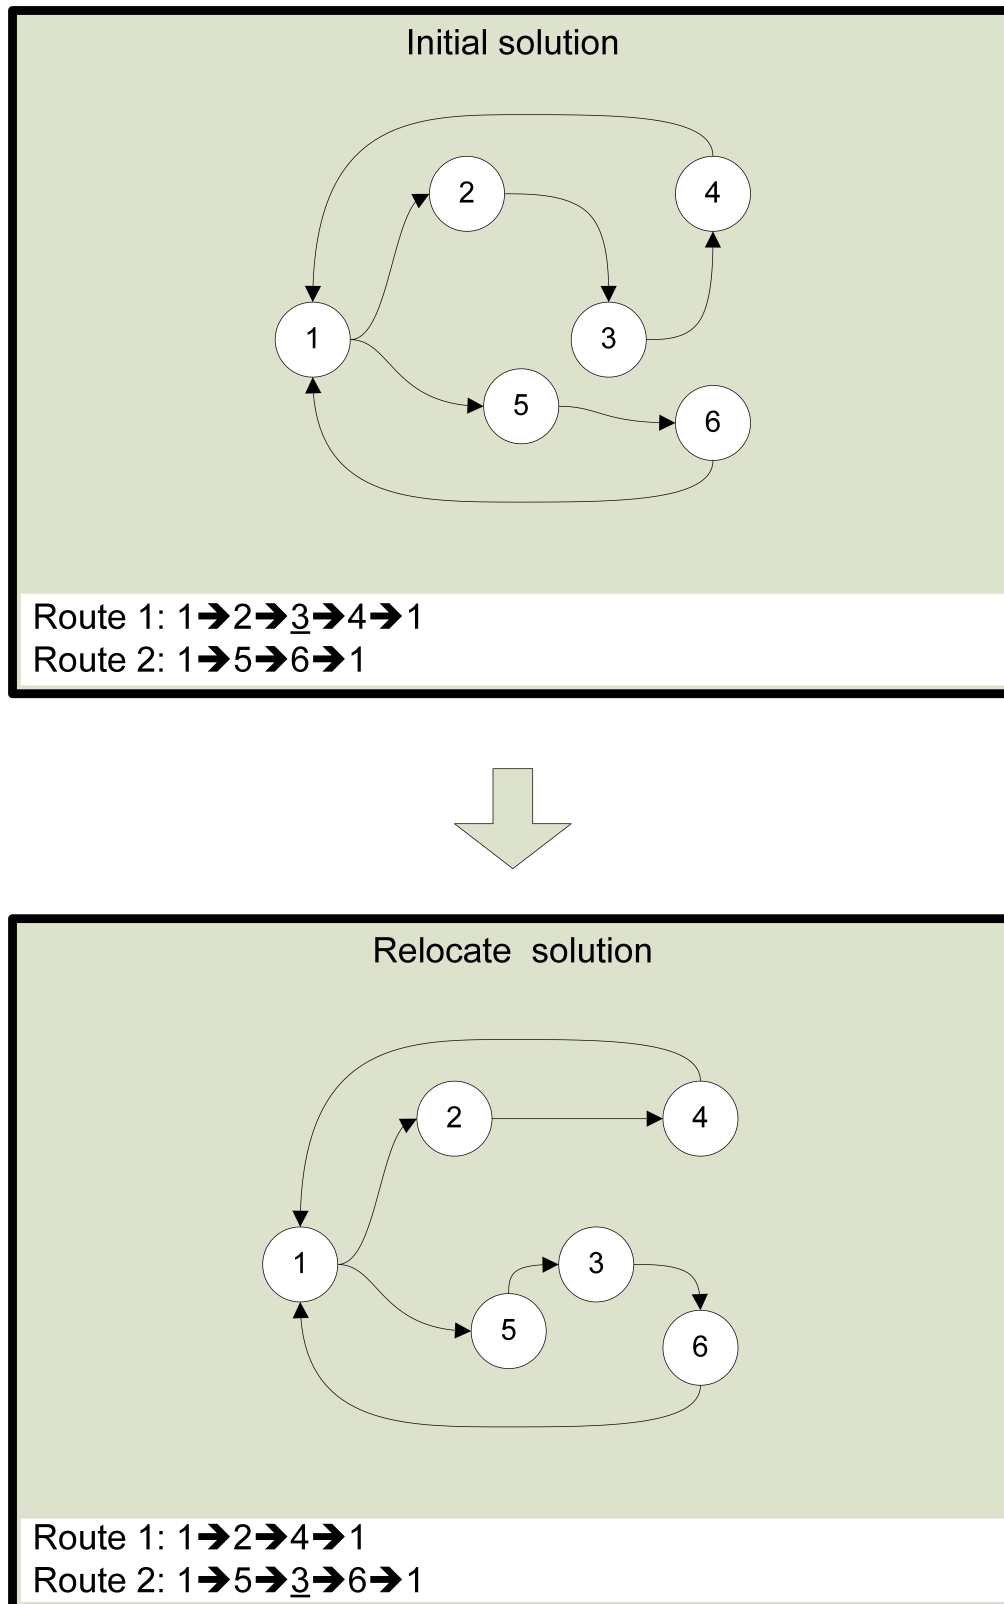 Initial solution
2
4
1
3
5
6
Route 1: 1➔2➔3➔4➔1
Route 2: 1➔5➔6➔1
Relocate solution
2
4
1
3
5
6
Route 1: 1➔2➔4➔1
Route 2: 1➔5➔3➔6➔1